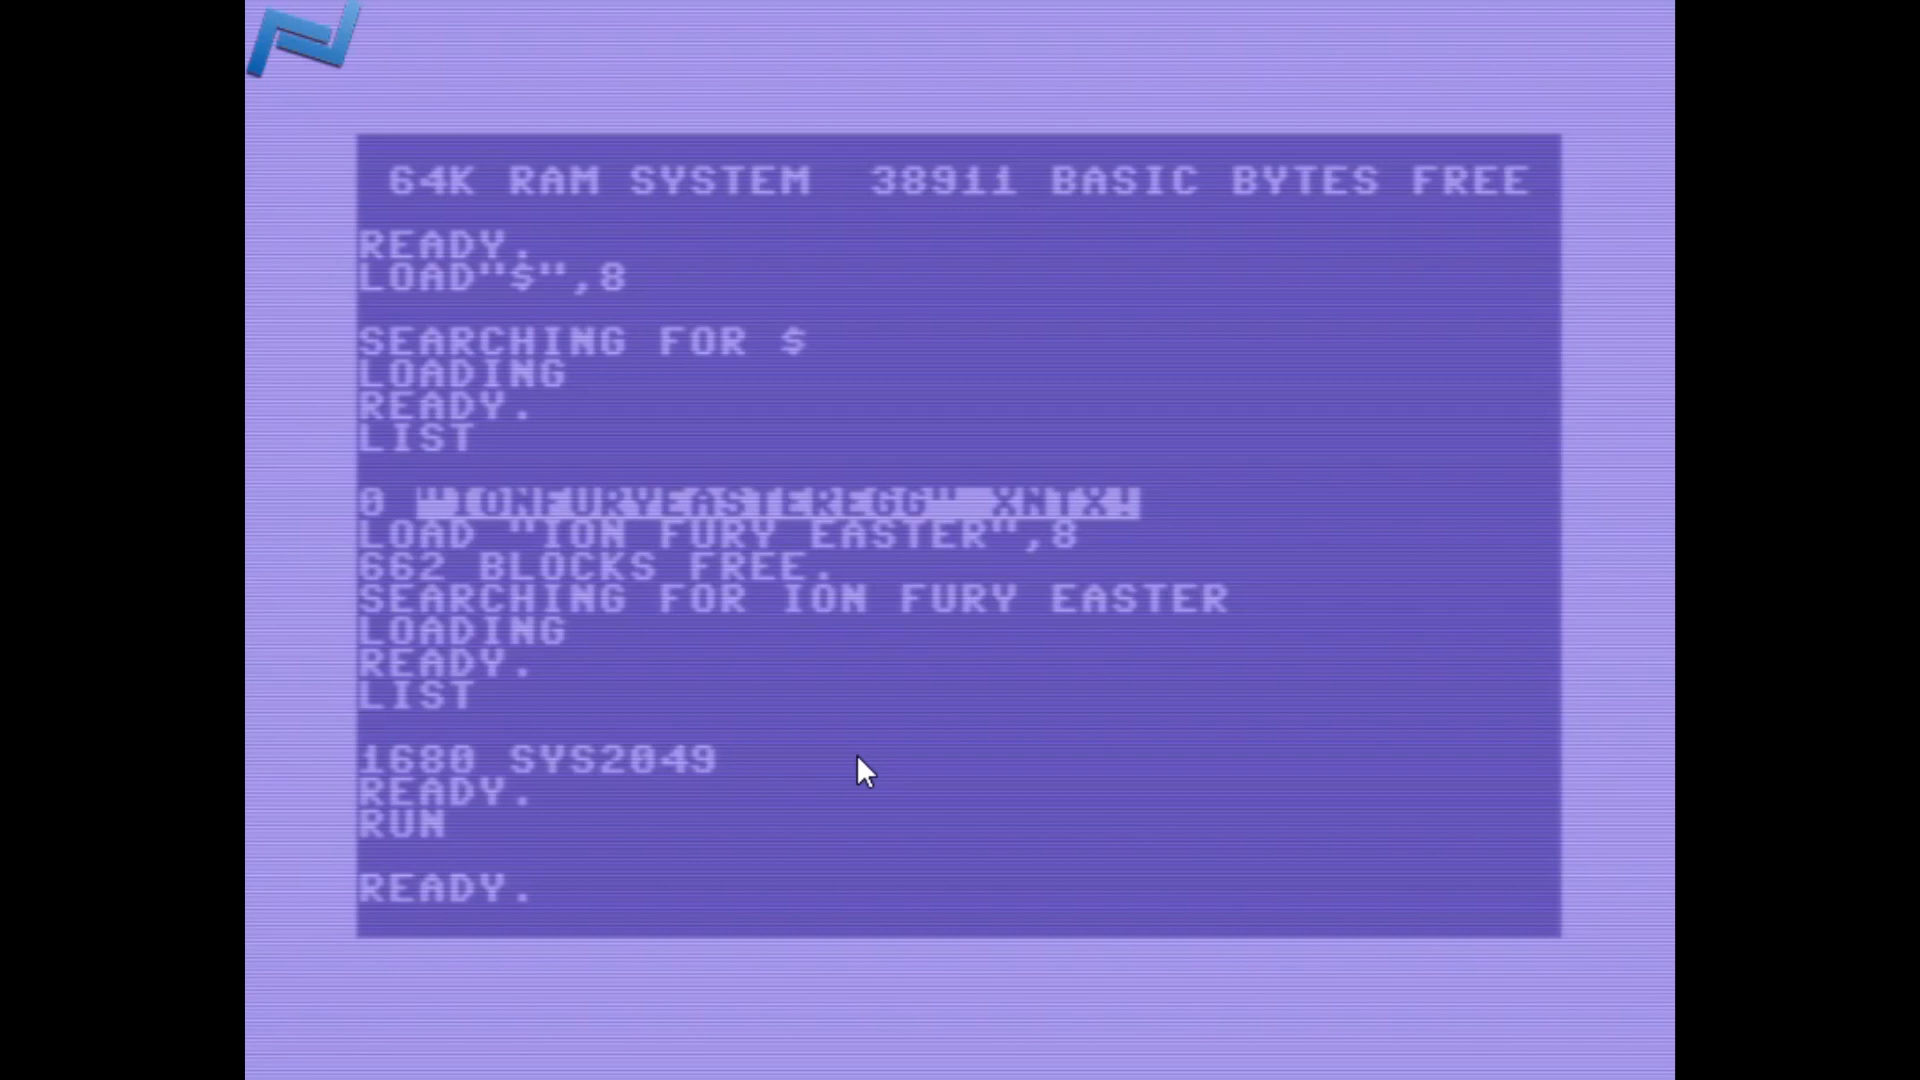 64K RAM SYSTEM  38911 BASIC BYTES FREE
READY.
LOAD"$",8
SEARCHING FOR $
LOADING
READY.
LIST
0 "IONFURYEASTEREGG" XNTX!
LOAD "ION FURY EASTER",8
662 BLOCKS FREE.
SEARCHING FOR ION FURY EASTER
LOADING
READY.
LIST
1680 SYS2049
READY.
RUN
READY.